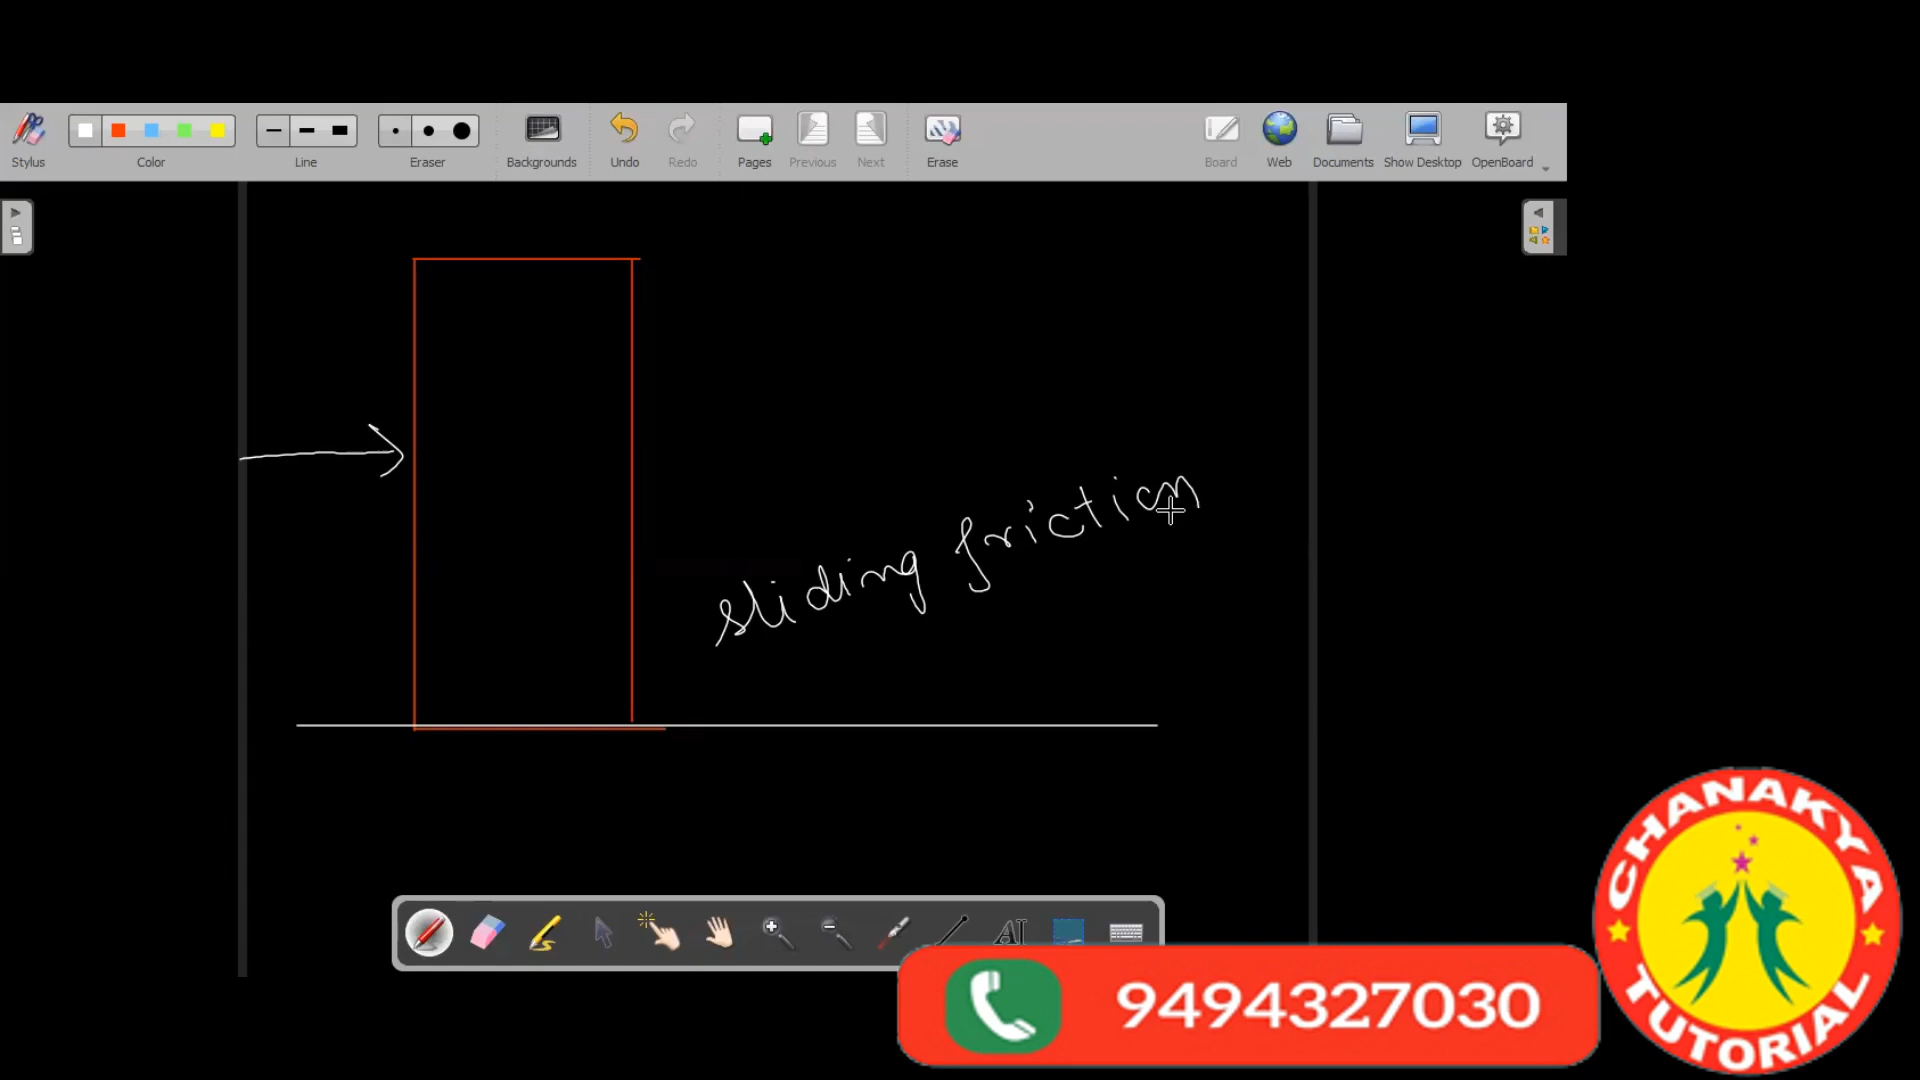 Stylus
Color
Line
Eraser
Backgrounds
Undo
Redo
Pages
Previous
Next
Erase
Board
Web
Documents
Show Desktop
OpenBoard
sliding friction
AI
9494327030
CHANAKYA
TUTORIAL